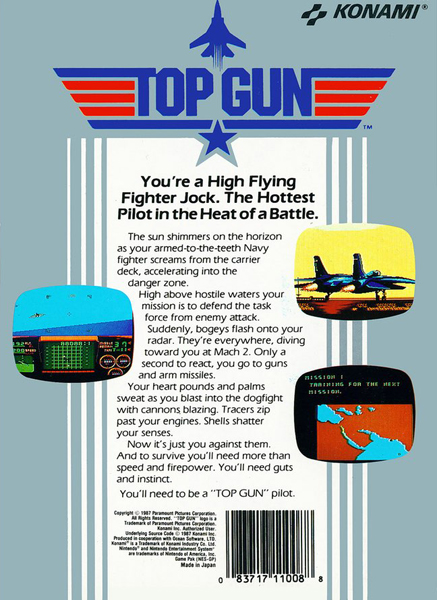 KONAMI®
TOP GUN
™
You're a High Flying
Fighter Jock. The Hottest
Pilot in the Heat of a Battle.
The sun shimmers on the horizon
as your armed-to-the-teeth Navy
fighter screams from the carrier
deck, accelerating into the
danger zone.
High above hostile waters your
mission is to defend the task
force from enemy attack.
Suddenly, bogeys flash onto your
radar. They're everywhere, diving
toward you at Mach 2. Only a
second to react, you go to guns
and arm missiles.
Your heart pounds and palms
sweat as you blast into the dogfight
with cannons blazing. Tracers zip
past your engines. Shells shatter
your senses.
Now it's just you against them.
And to survive you'll need more than
speed and firepower. You'll need guts
and instinct.
You'll need to be a "TOP GUN" pilot.
MISSION 1
TRAINING FOR THE NEXT
MISSION.
Copyright © 1987 Paramount Pictures Corporation.
All Rights Reserved. "TOP GUN" logo is a
Trademark of Paramount Pictures Corporation.
Konami Inc. Authorized User.
Underlying Source Code © 1987 Konami Inc.
Produced in cooperation with Ocean Software, LTD.
Konami® is a Trademark of Konami Industry Co. Ltd.
Nintendo® and Nintendo Entertainment System®
are trademarks of Nintendo of America, Inc.
Game Pak (NES-GP)
Made in Japan
0 83717 11008 8